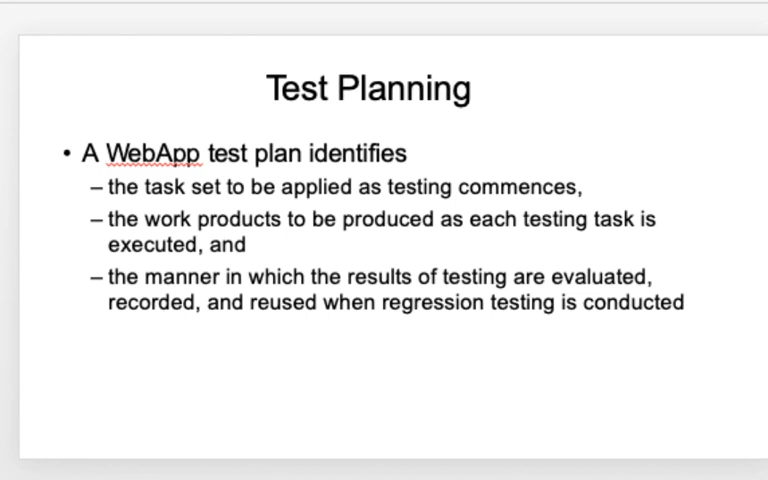 Test Planning
• A WebApp test plan identifies
– the task set to be applied as testing commences,
– the work products to be produced as each testing task is
executed, and
– the manner in which the results of testing are evaluated,
recorded, and reused when regression testing is conducted